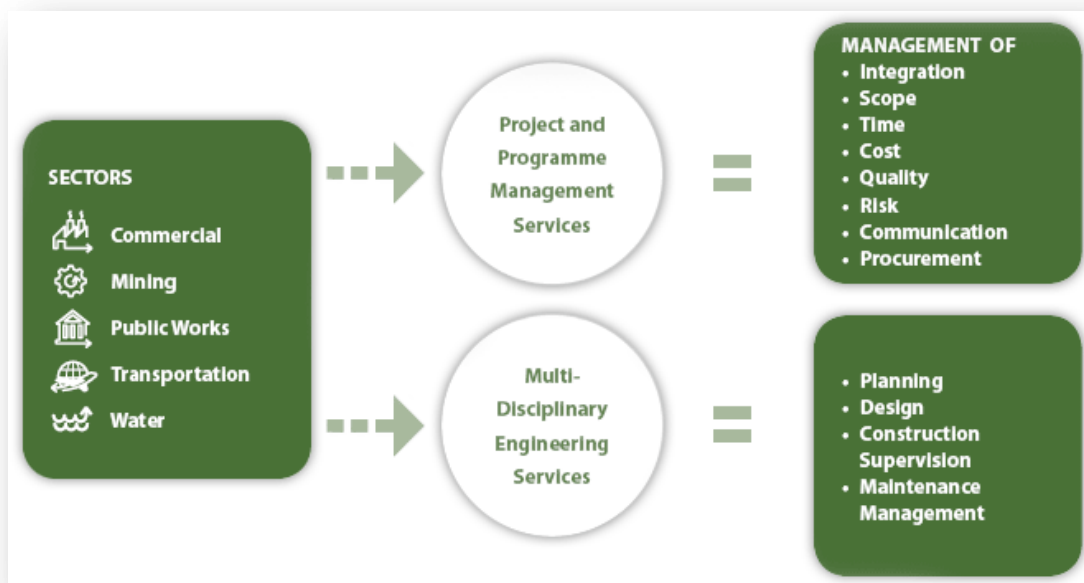 SECTORS
Commercial
Mining
Public Works
Transportation
Water
Project and
Programme
Management
Services
MANAGEMENT OF
• Integration
• Scope
• Time
• Cost
• Quality
• Risk
• Communication
• Procurement
Multi-
Disciplinary
Engineering
Services
• Planning
• Design
• Construction
Supervision
• Maintenance
Management